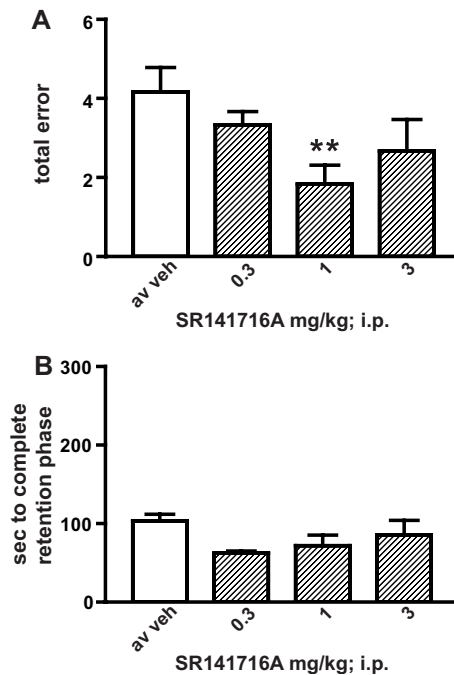 A
total error
6
4
2
0
**
av veh 0.3 1 3
SR141716A mg/kg; i.p.
B
sec to complete
retention phase
300
200
100
0
av veh 0.3 1 3
SR141716A mg/kg; i.p.